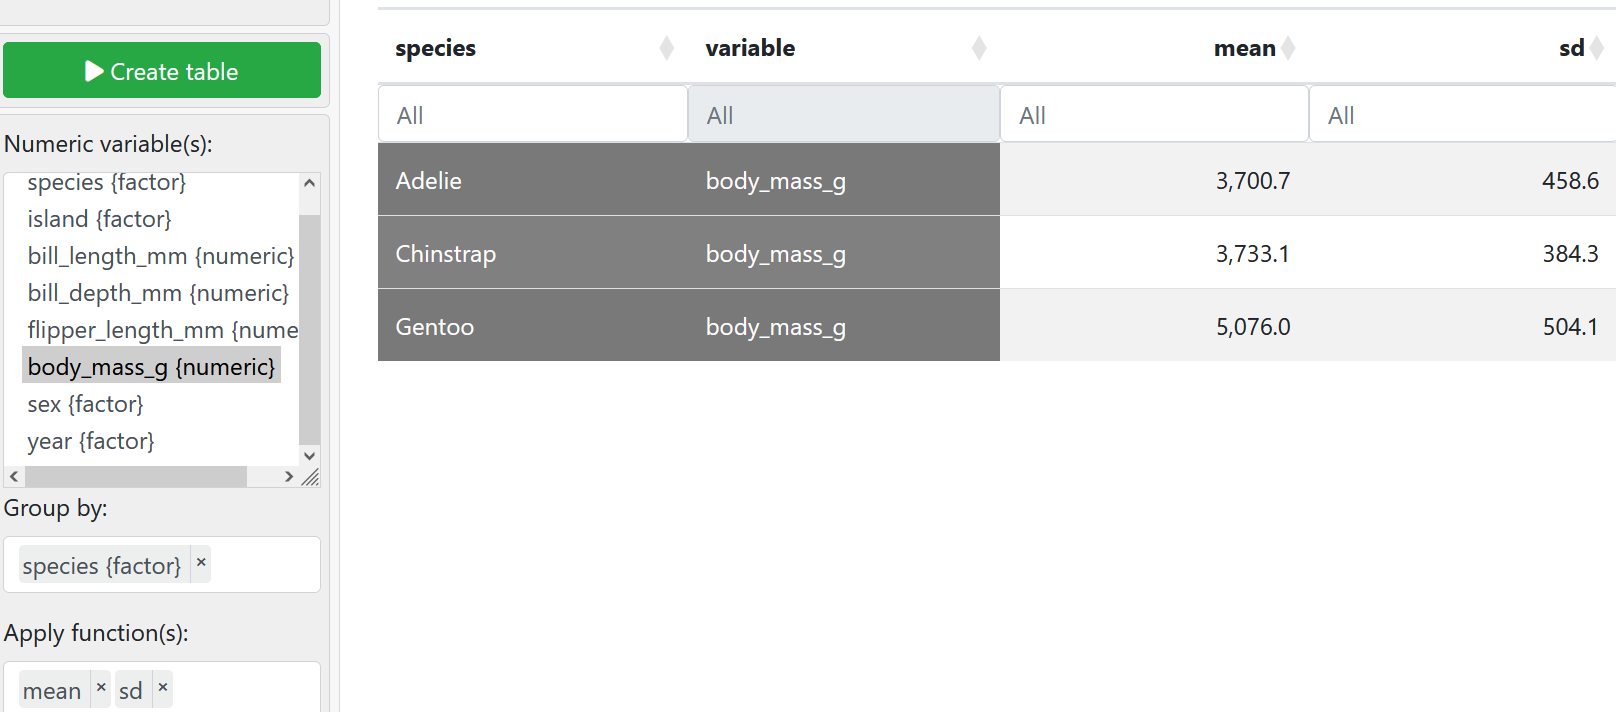 Create table
Numeric variable(s):
species {factor}
island {factor}
bill_length_mm {numeric}
bill_depth_mm {numeric}
flipper_length_mm {nume
body_mass_g {numeric}
sex {factor}
year {factor}
Group by:
species {factor} ×
Apply function(s):
mean × sd ×
species variable mean sd
All All All All
Adelie body_mass_g 3,700.7 458.6
Chinstrap body_mass_g 3,733.1 384.3
Gentoo body_mass_g 5,076.0 504.1